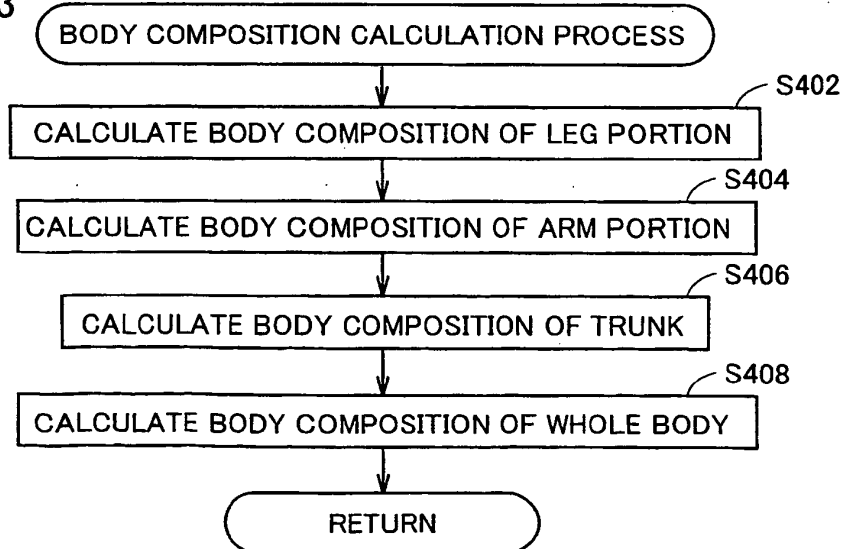 3
BODY COMPOSITION CALCULATION PROCESS
S402
CALCULATE BODY COMPOSITION OF LEG PORTION
S404
CALCULATE BODY COMPOSITION OF ARM PORTION
S406
CALCULATE BODY COMPOSITION OF TRUNK
S408
CALCULATE BODY COMPOSITION OF WHOLE BODY
RETURN